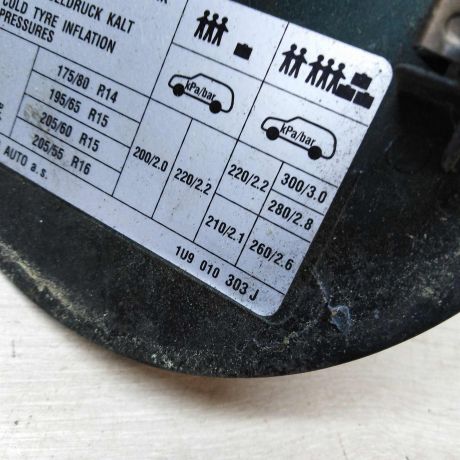 LDRUCK KALT
COLD TYRE INFLATION
PRESSURES
kPa/bar
kPa/bar
175/80 R14
195/65 R15
205/60 R15
205/55 R16
200/2.0
220/2.2
220/2.2
300/3.0
280/2.8
210/2.1
260/2.6
AUTO a.s.
1U9 010 303 J